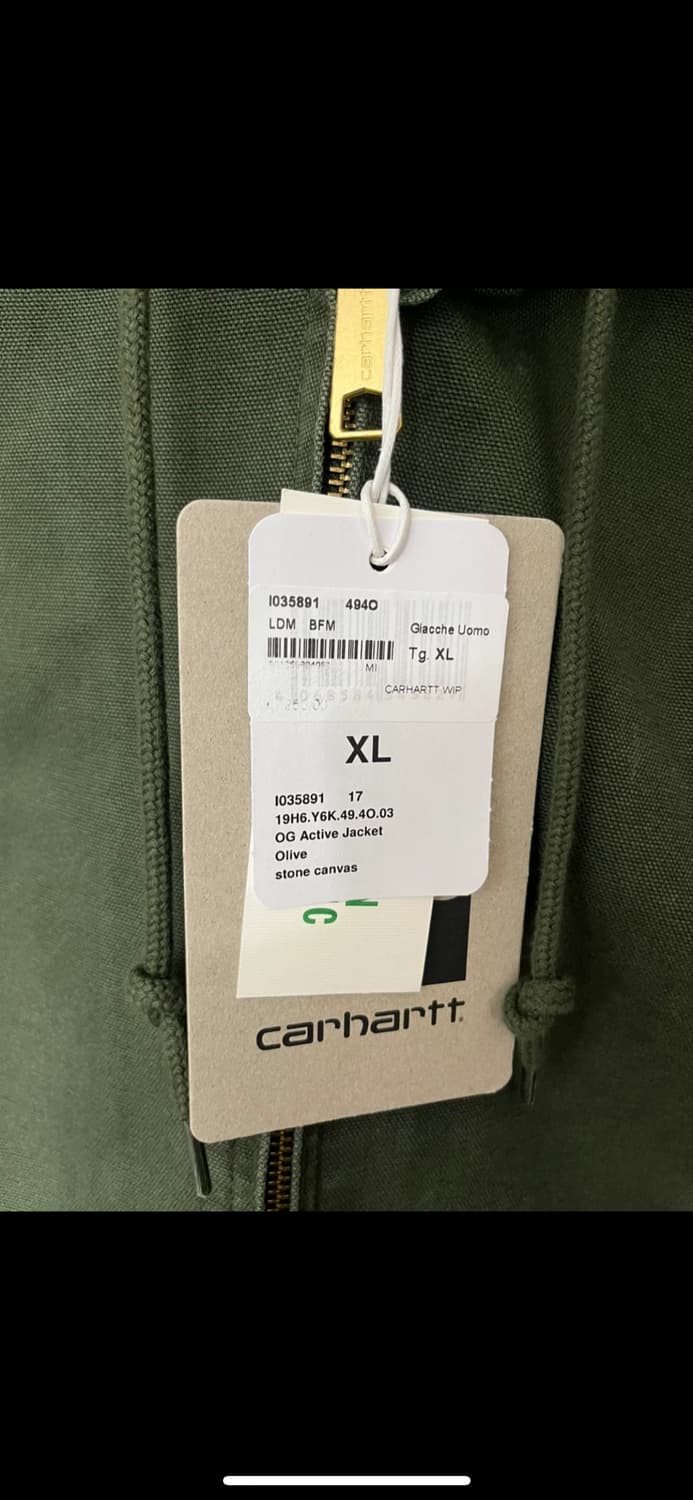 carhartt
I035891 494O
LDM BFM
Giacche Uomo
Tg. XL
MI
CARHARTT WIP
XL
I035891 17
19H6.Y6K.49.4O.03
OG Active Jacket
Olive
stone canvas
carhartt